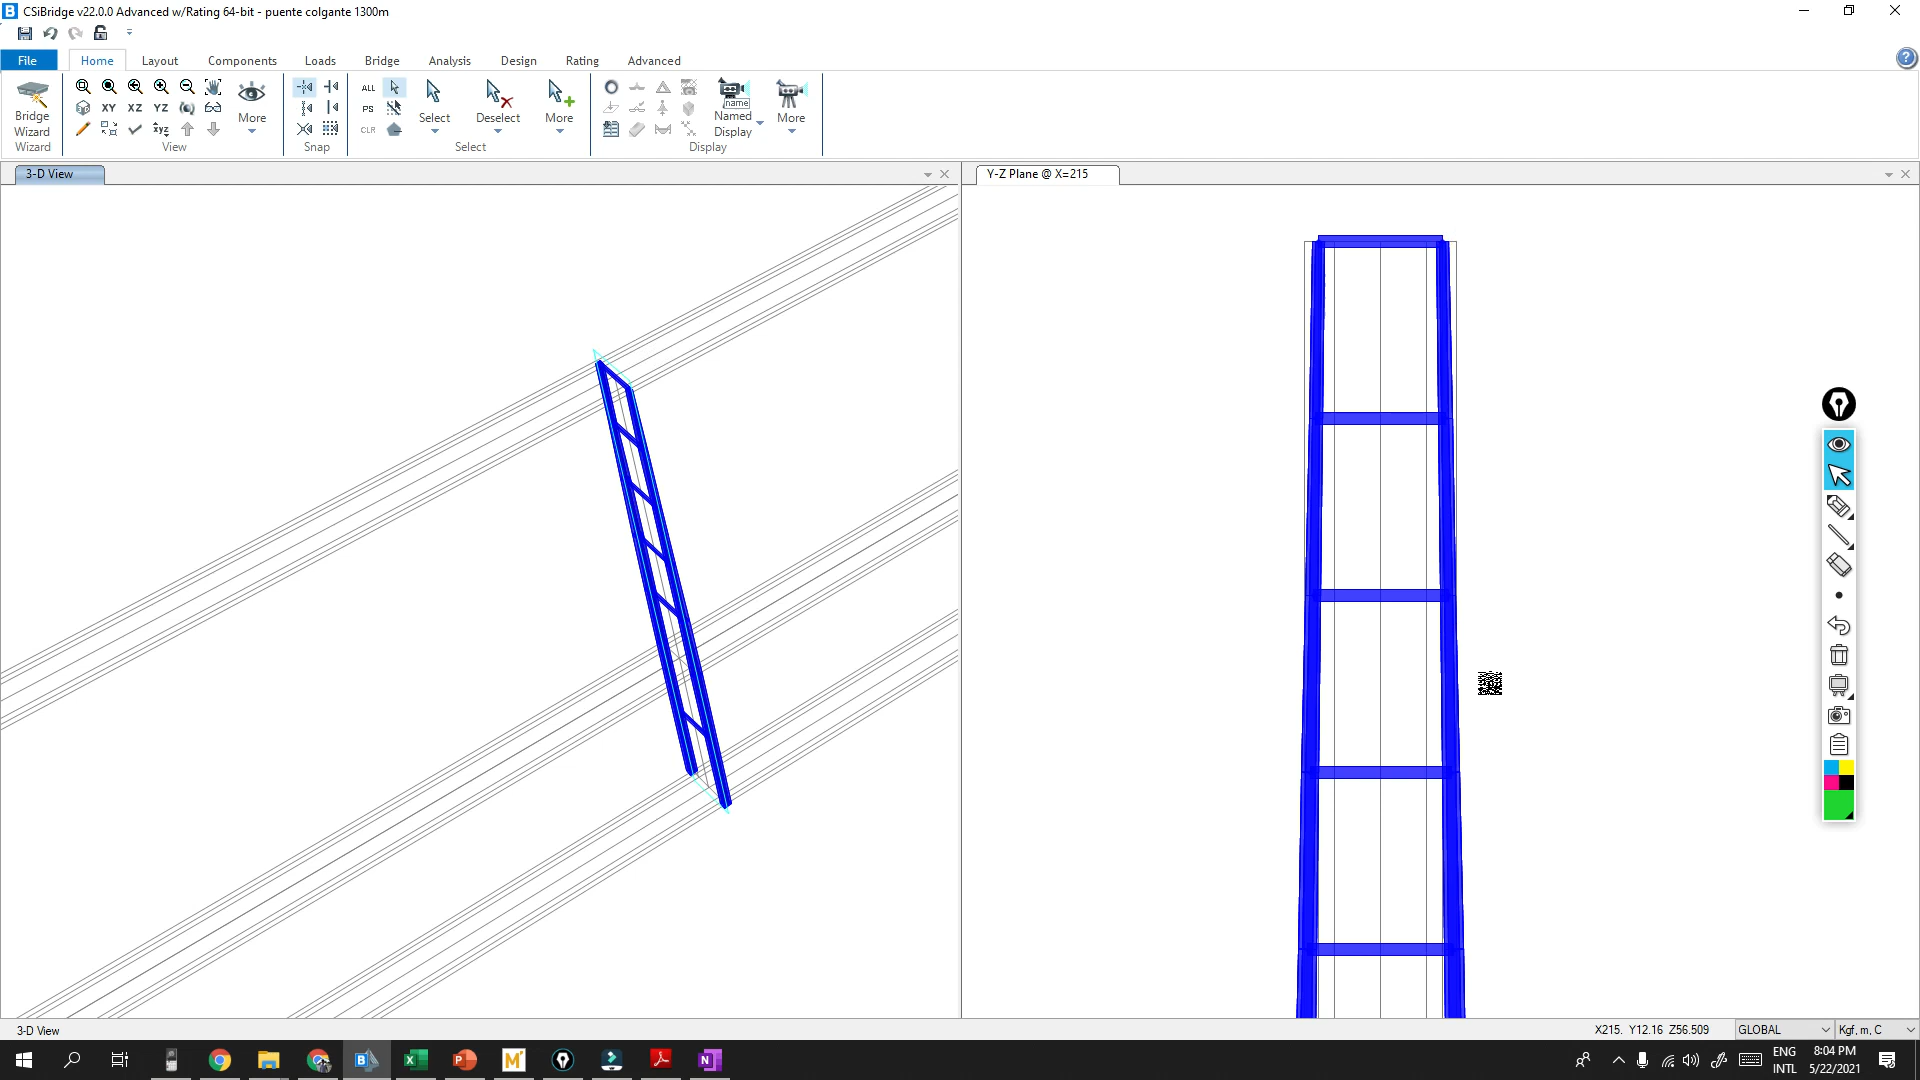 CSiBridge v22.0.0 Advanced w/Rating 64-bit - puente colgante 1300m
File Home Layout Components Loads Bridge Analysis Design Rating Advanced
Bridge Wizard
XY XZ YZ
xyz
More
ALL
PS
CLR
Select
Deselect
More
name
Named Display
More
Wizard View Snap Select Display
3-D View
Y-Z Plane @ X=215
3-D View
X215. Y12.16 Z56.509
GLOBAL
Kgf, m, C
ENG
INTL
8:04 PM
5/22/2021